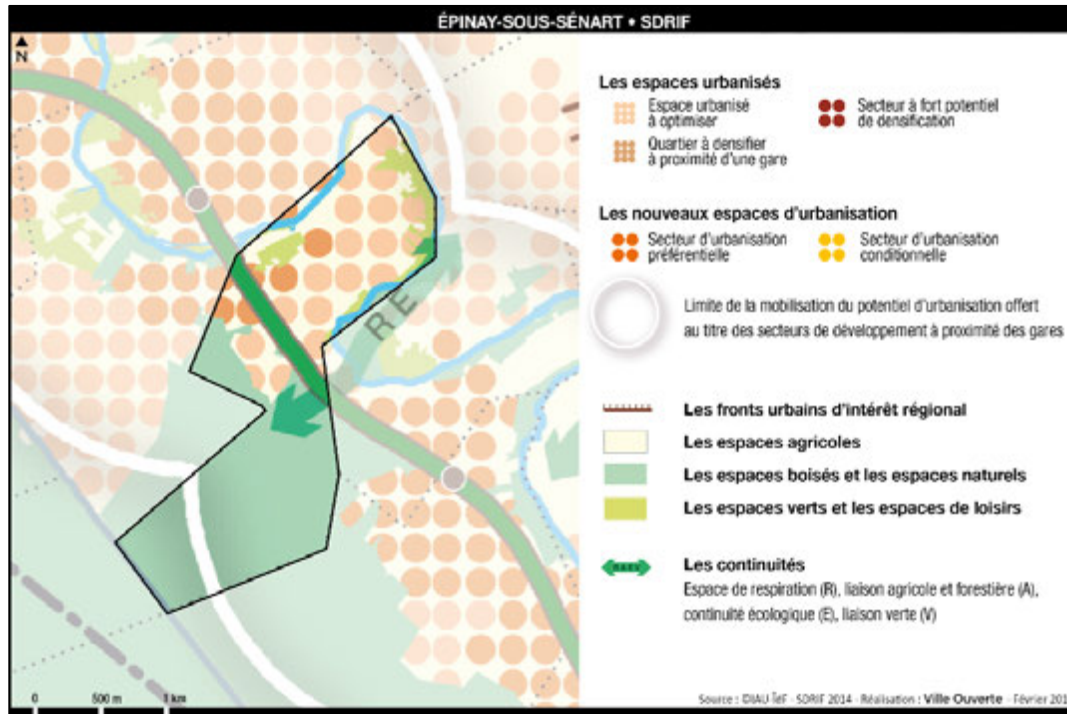 ÉPINAY-SOUS-SÉNART • SDRIF
N
R E
0 500 m 1 km
Les espaces urbanisés
Espace urbanisé
à optimiser
Secteur à fort potentiel
de densification
Quartier à densifier
à proximité d'une gare
Les nouveaux espaces d'urbanisation
Secteur d'urbanisation
préférentielle
Secteur d'urbanisation
conditionnelle
Limite de la mobilisation du potentiel d'urbanisation offert
au titre des secteurs de développement à proximité des gares
Les fronts urbains d'intérêt régional
Les espaces agricoles
Les espaces boisés et les espaces naturels
Les espaces verts et les espaces de loisirs
Les continuités
Espace de respiration (R), liaison agricole et forestière (A),
continuité écologique (E), liaison verte (V)
Source : ©IAU ÎdF - SDRIF 2014 - Réalisation : Ville Ouverte - Février 201